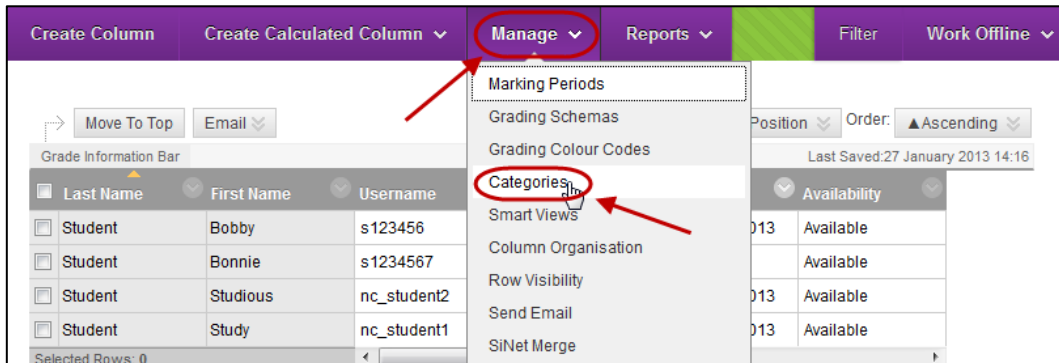 Create Column Create Calculated Column Manage Reports Filter Work Offline
Marking Periods
Move To Top Email Grading Schemas Position Order: ▲Ascending
Grade Information Bar Grading Colour Codes Last Saved:27 January 2013 14:16
Last Name First Name Username Categories Availability
Student Bobby s123456 Smart Views 013 Available
Student Bonnie s1234567 Column Organisation Available
Student Studious nc_student2 Row Visibility 013 Available
Student Study nc_student1 Send Email 013 Available
Selected Rows: 0 SiNet Merge